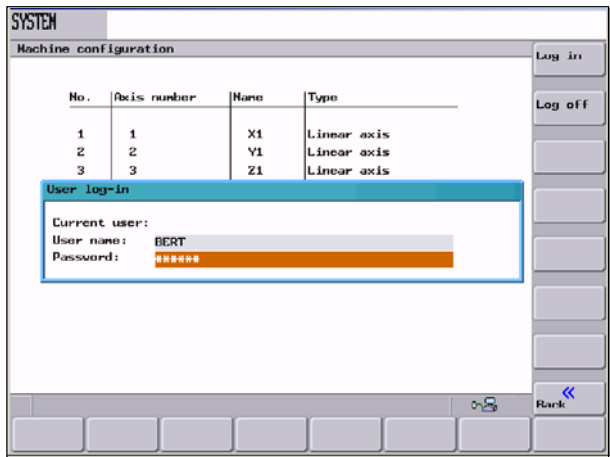 SYSTEM
Machine configuration
Log in
No. Axis number Name Type
Log off
1 1 X1 Linear axis
2 2 Y1 Linear axis
3 3 Z1 Linear axis
User log-in
Current user:
User name: BERT
Password: ******
« 
Back